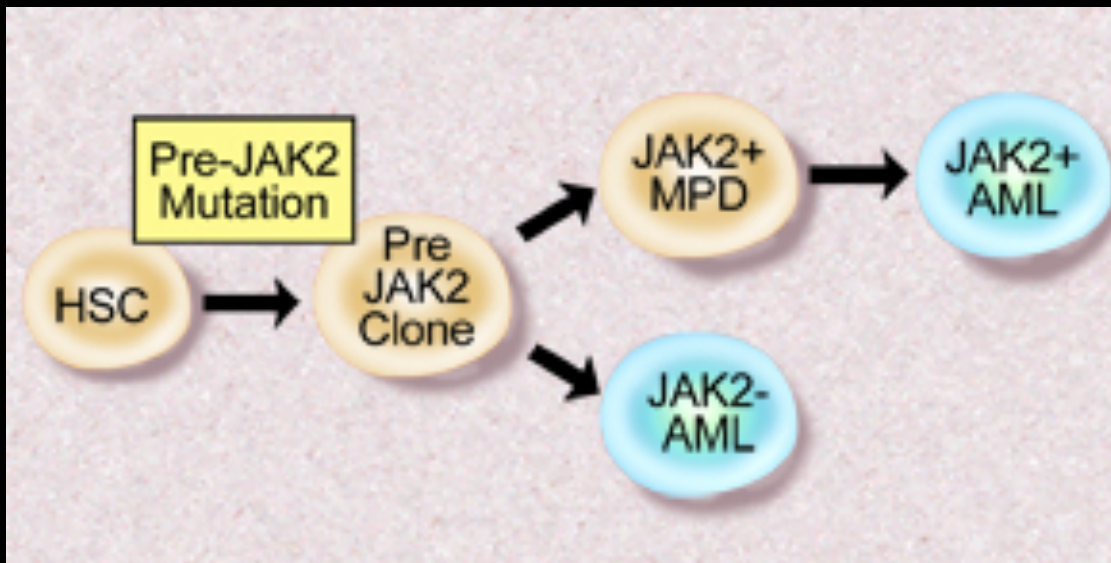 Pre-JAK2
Mutation
HSC
Pre
JAK2
Clone
JAK2+
MPD
JAK2+
AML
JAK2-
AML